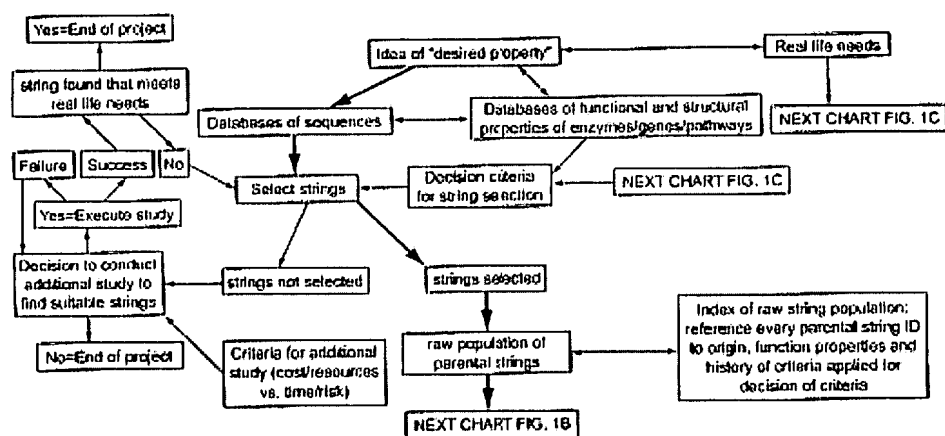 Yes=End of project
string found that meets
real life needs
Failure
Success
No
Yes=Execute study
Decision to conduct
additional study to
find suitable strings
No=End of project
Idea of "desired property"
Real life needs
Databases of sequences
Databases of functional and structural
properties of enzymes/genes/pathways
NEXT CHART FIG. 1C
Select strings
Decision criteria
for string selection
NEXT CHART FIG. 1C
strings not selected
strings selected
Criteria for additional
study (cost/resources
vs. time/risk)
raw population of
parental strings
Index of raw string population:
reference every parental string ID
to origin, function properties and
history of criteria applied for
decision of criteria
NEXT CHART FIG. 1B